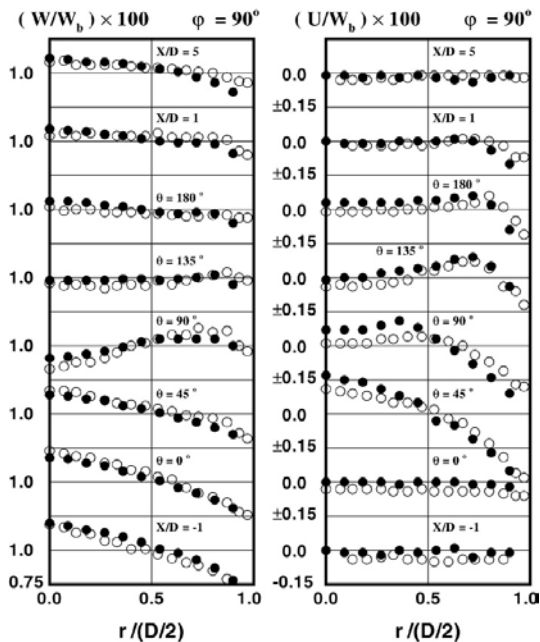 ( W/W_b ) × 100 φ = 90°
1.0 X/D = 5
1.0 X/D = 1
1.0 θ = 180°
1.0 θ = 135°
1.0 θ = 90°
1.0 θ = 45°
1.0 θ = 0°
1.0 X/D = -1
0.75
0.0 0.5 1.0
r /(D/2)
( U/W_b ) × 100 φ = 90°
0.0 X/D = 5
±0.15
0.0 X/D = 1
±0.15
0.0 θ = 180°
±0.15
0.0 θ = 135°
±0.15
0.0 θ = 90°
±0.15
0.0 θ = 45°
±0.15
0.0 θ = 0°
±0.15
0.0 X/D = -1
-0.15
0.0 0.5 1.0
r /(D/2)